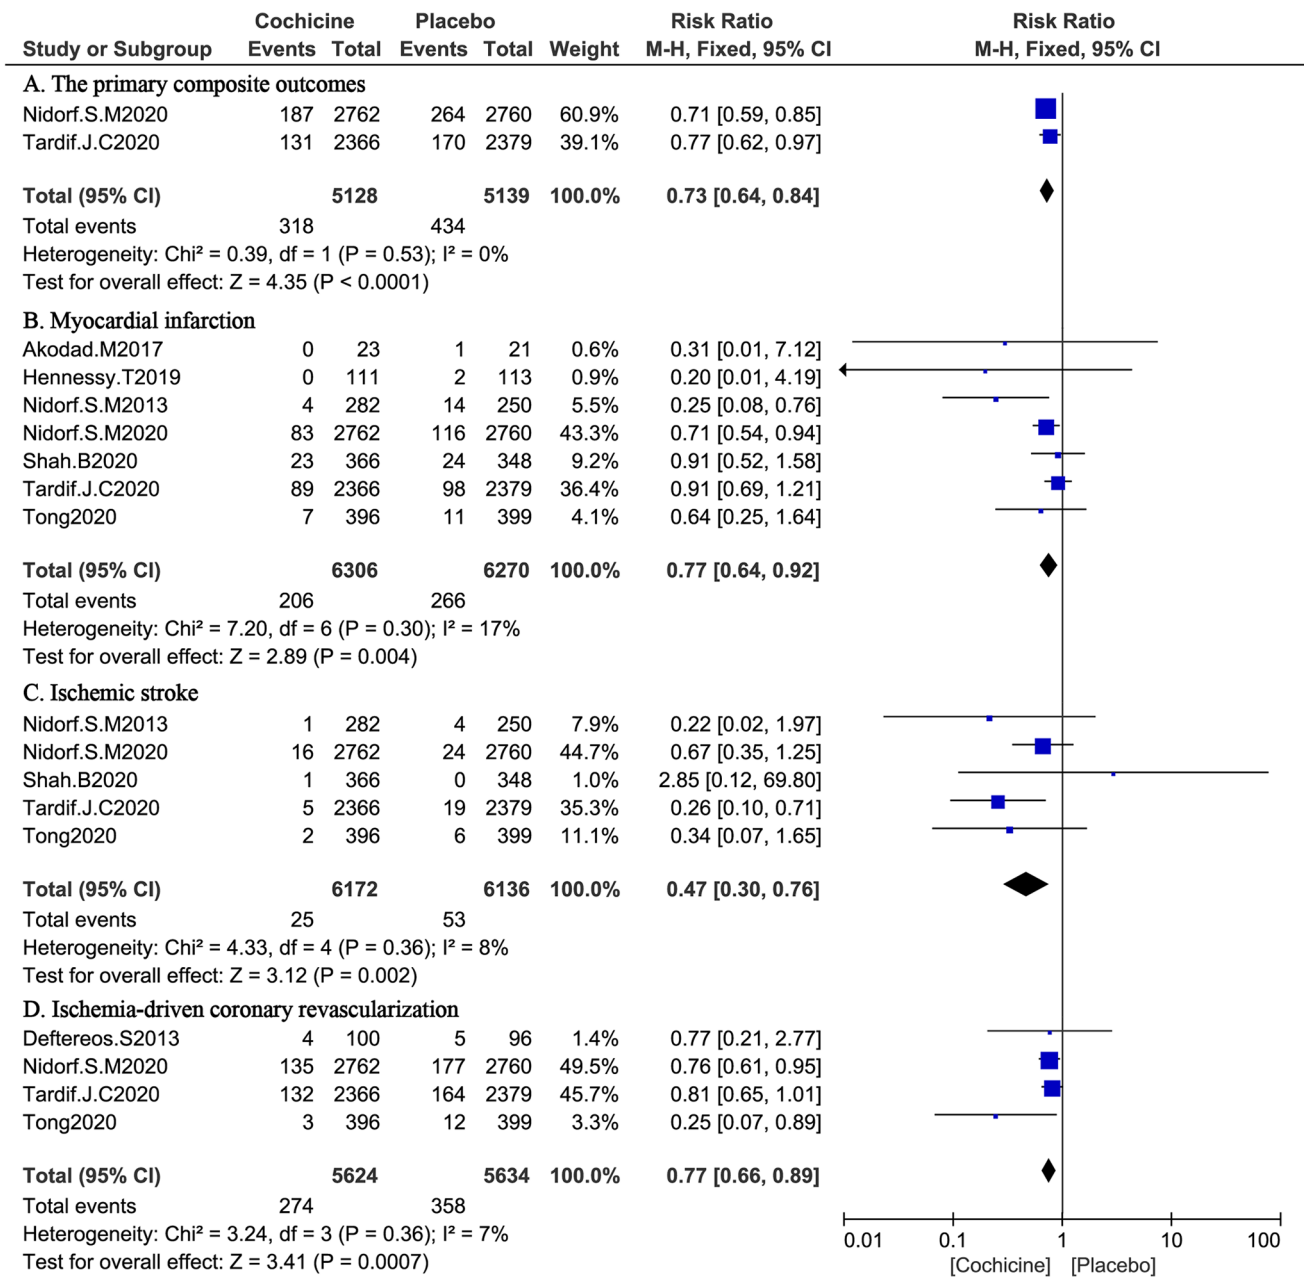 Cochicine Placebo Risk Ratio Risk Ratio
Study or Subgroup Events Total Events Total Weight M-H, Fixed, 95% CI M-H, Fixed, 95% CI
A. The primary composite outcomes
Nidorf.S.M2020 187 2762 264 2760 60.9% 0.71 [0.59, 0.85]
Tardif.J.C2020 131 2366 170 2379 39.1% 0.77 [0.62, 0.97]
Total (95% CI) 5128 5139 100.0% 0.73 [0.64, 0.84]
Total events 318 434
Heterogeneity: Chi² = 0.39, df = 1 (P = 0.53); I² = 0%
Test for overall effect: Z = 4.35 (P < 0.0001)
B. Myocardial infarction
Akodad.M2017 0 23 1 21 0.6% 0.31 [0.01, 7.12]
Hennessy.T2019 0 111 2 113 0.9% 0.20 [0.01, 4.19]
Nidorf.S.M2013 4 282 14 250 5.5% 0.25 [0.08, 0.76]
Nidorf.S.M2020 83 2762 116 2760 43.3% 0.71 [0.54, 0.94]
Shah.B2020 23 366 24 348 9.2% 0.91 [0.52, 1.58]
Tardif.J.C2020 89 2366 98 2379 36.4% 0.91 [0.69, 1.21]
Tong2020 7 396 11 399 4.1% 0.64 [0.25, 1.64]
Total (95% CI) 6306 6270 100.0% 0.77 [0.64, 0.92]
Total events 206 266
Heterogeneity: Chi² = 7.20, df = 6 (P = 0.30); I² = 17%
Test for overall effect: Z = 2.89 (P = 0.004)
C. Ischemic stroke
Nidorf.S.M2013 1 282 4 250 7.9% 0.22 [0.02, 1.97]
Nidorf.S.M2020 16 2762 24 2760 44.7% 0.67 [0.35, 1.25]
Shah.B2020 1 366 0 348 1.0% 2.85 [0.12, 69.80]
Tardif.J.C2020 5 2366 19 2379 35.3% 0.26 [0.10, 0.71]
Tong2020 2 396 6 399 11.1% 0.34 [0.07, 1.65]
Total (95% CI) 6172 6136 100.0% 0.47 [0.30, 0.76]
Total events 25 53
Heterogeneity: Chi² = 4.33, df = 4 (P = 0.36); I² = 8%
Test for overall effect: Z = 3.12 (P = 0.002)
D. Ischemia-driven coronary revascularization
Deftereos.S2013 4 100 5 96 1.4% 0.77 [0.21, 2.77]
Nidorf.S.M2020 135 2762 177 2760 49.5% 0.76 [0.61, 0.95]
Tardif.J.C2020 132 2366 164 2379 45.7% 0.81 [0.65, 1.01]
Tong2020 3 396 12 399 3.3% 0.25 [0.07, 0.89]
Total (95% CI) 5624 5634 100.0% 0.77 [0.66, 0.89]
Total events 274 358
Heterogeneity: Chi² = 3.24, df = 3 (P = 0.36); I² = 7%
Test for overall effect: Z = 3.41 (P = 0.0007)
0.01 0.1 1 10 100
[Cochicine] [Placebo]